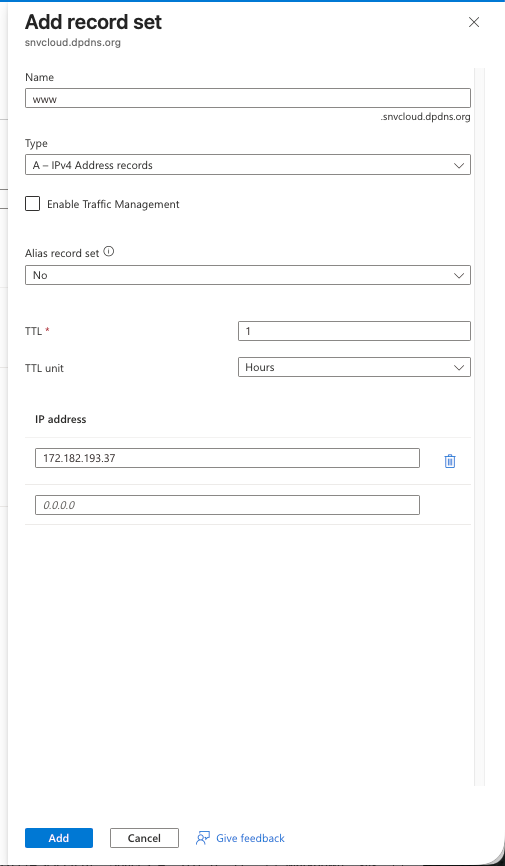 Add record set
snvcloud.dpdns.org
Name
www
.snvcloud.dpdns.org
Type
A – IPv4 Address records
Enable Traffic Management
Alias record set
No
TTL *
1
TTL unit
Hours
IP address
172.182.193.37
0.0.0.0
Add
Cancel
Give feedback